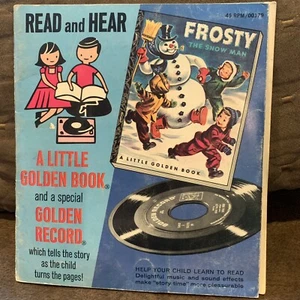 READ and HEAR
45 RPM/00179
FROSTY
THE SNOW MAN
A LITTLE GOLDEN BOOK
A LITTLE
GOLDEN BOOK®
and a special
GOLDEN
RECORD®
which tells the story
as the child
turns the pages!
HELP YOUR CHILD LEARN TO READ
Delightful music and sound effects
make "story time" more pleasurable